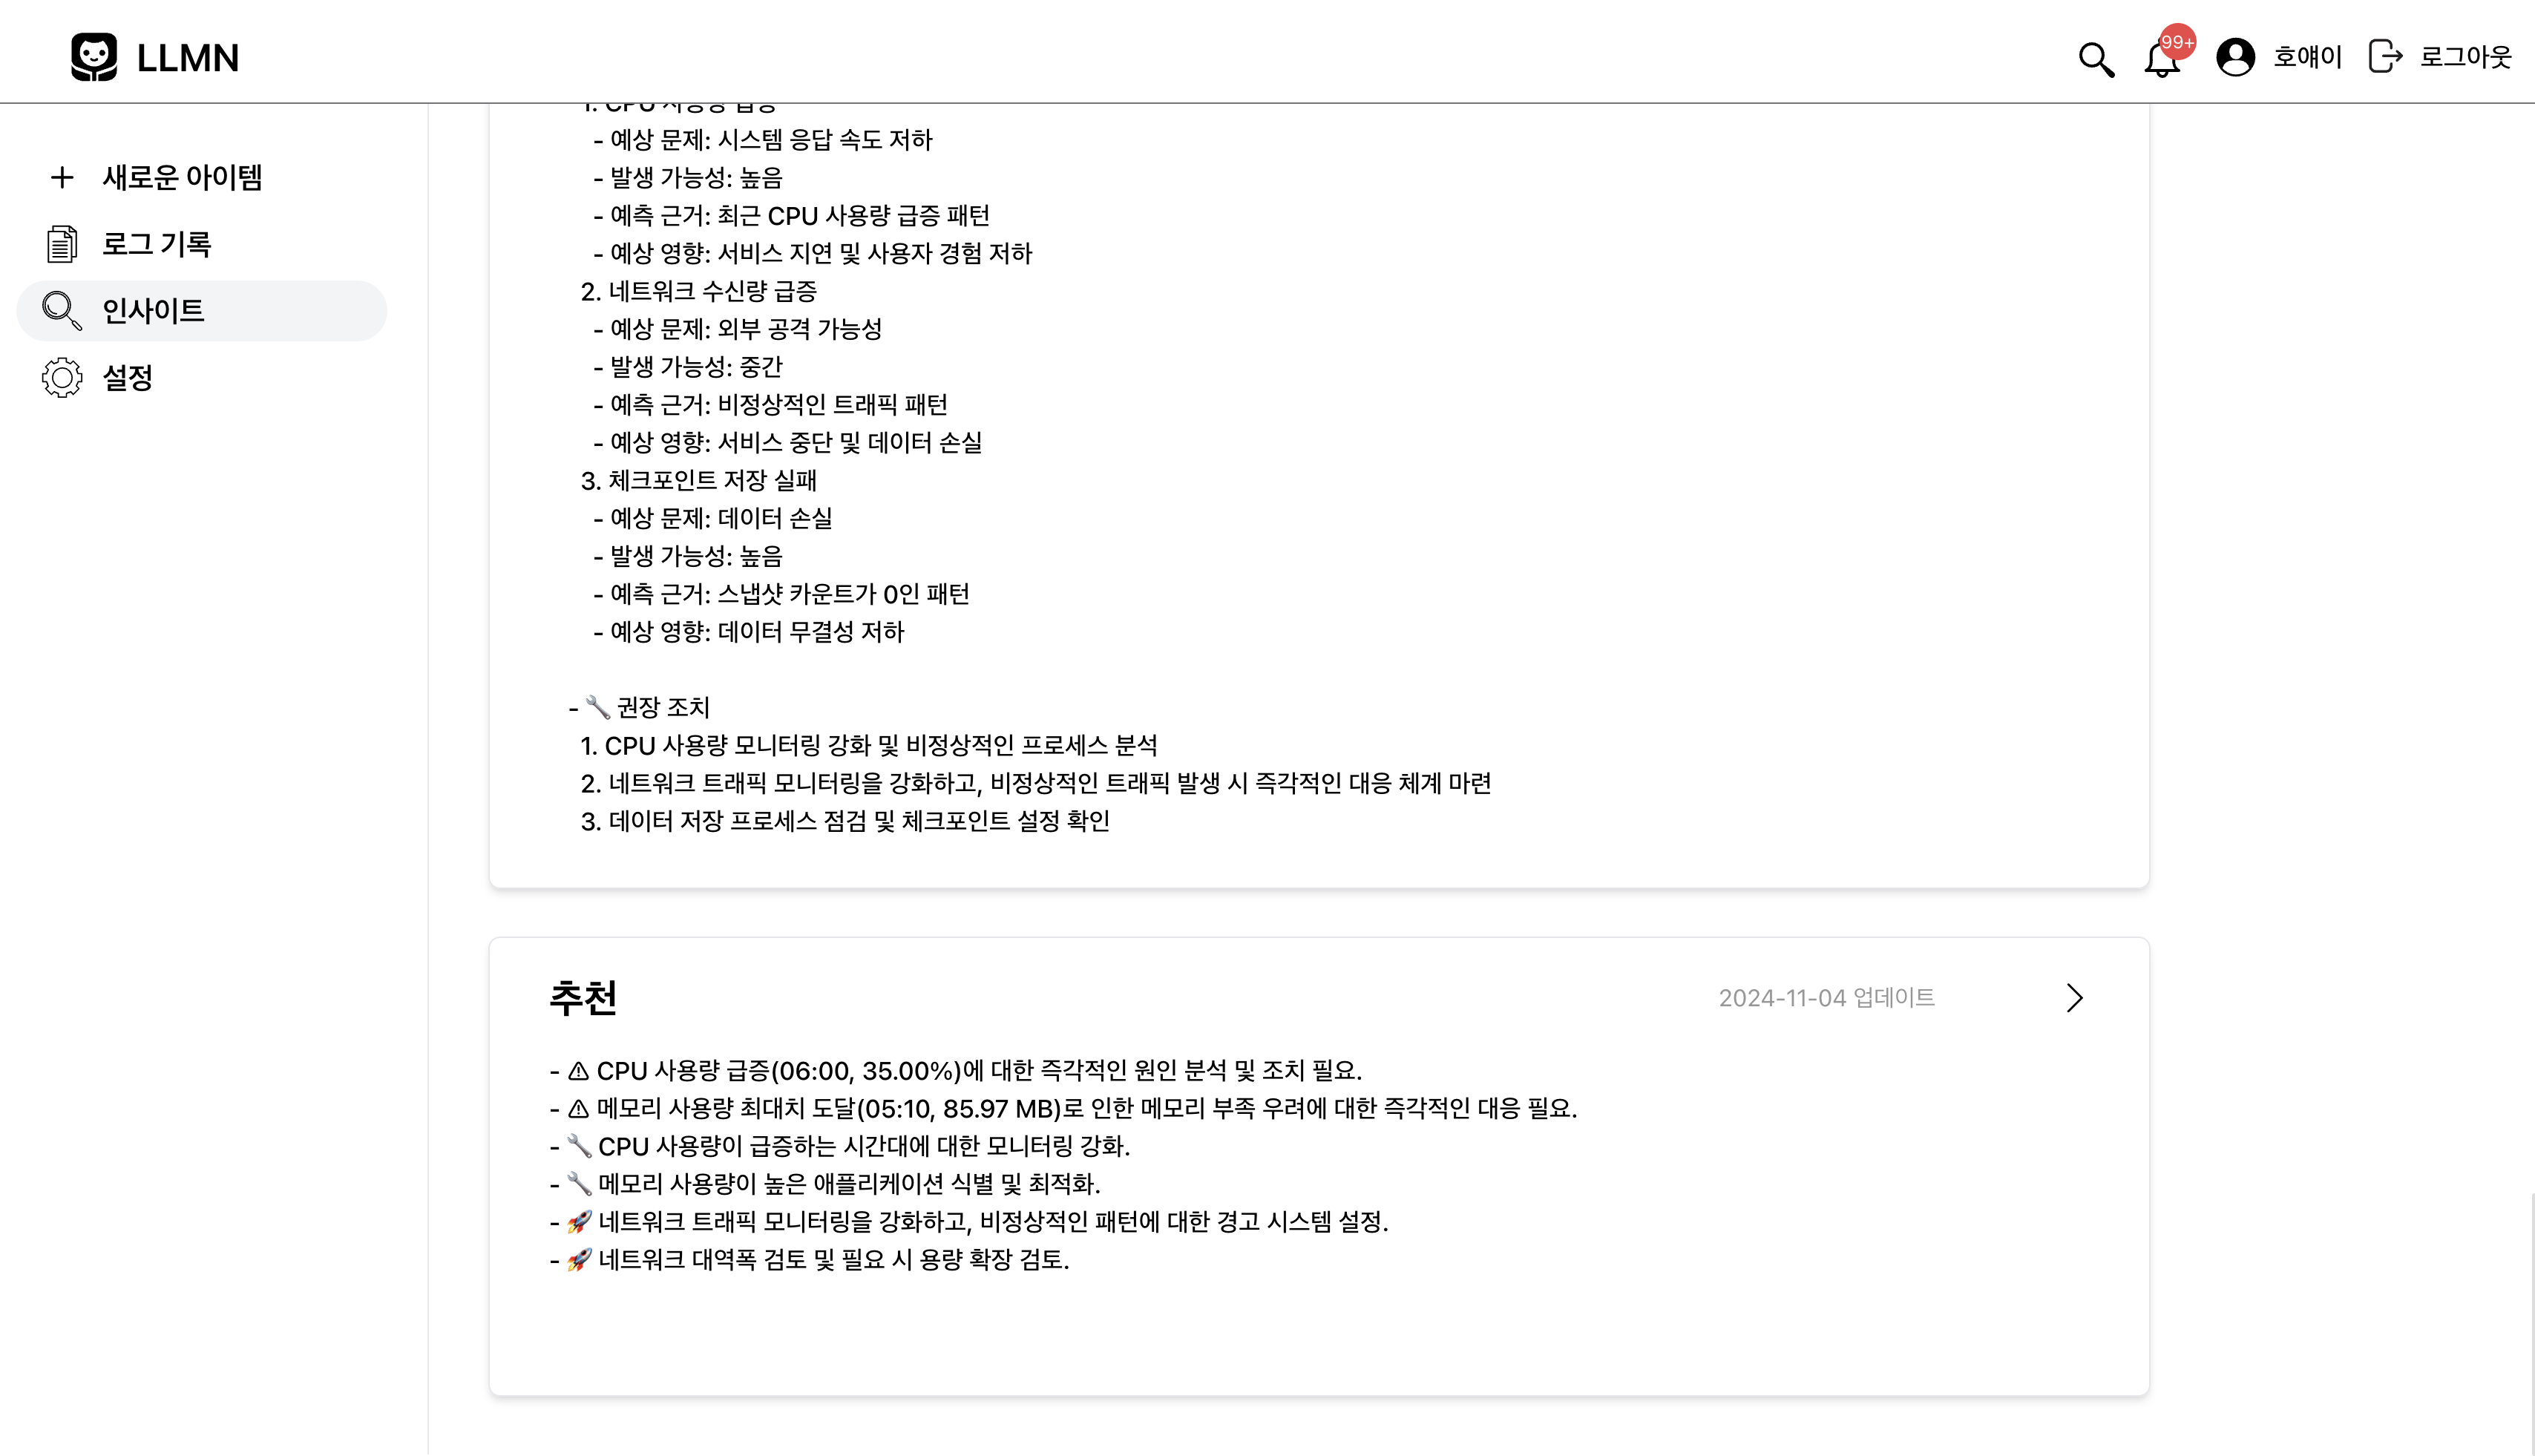 LLMN
99+
호얘이
로그아웃
새로운 아이템
로그 기록
인사이트
설정
1. CPU 사용량 급증
- 예상 문제: 시스템 응답 속도 저하
- 발생 가능성: 높음
- 예측 근거: 최근 CPU 사용량 급증 패턴
- 예상 영향: 서비스 지연 및 사용자 경험 저하
2. 네트워크 수신량 급증
- 예상 문제: 외부 공격 가능성
- 발생 가능성: 중간
- 예측 근거: 비정상적인 트래픽 패턴
- 예상 영향: 서비스 중단 및 데이터 손실
3. 체크포인트 저장 실패
- 예상 문제: 데이터 손실
- 발생 가능성: 높음
- 예측 근거: 스냅샷 카운트가 0인 패턴
- 예상 영향: 데이터 무결성 저하
- 🔧 권장 조치
1. CPU 사용량 모니터링 강화 및 비정상적인 프로세스 분석
2. 네트워크 트래픽 모니터링을 강화하고, 비정상적인 트래픽 발생 시 즉각적인 대응 체계 마련
3. 데이터 저장 프로세스 점검 및 체크포인트 설정 확인
추천
2024-11-04 업데이트
- ⚠ CPU 사용량 급증(06:00, 35.00%)에 대한 즉각적인 원인 분석 및 조치 필요.
- ⚠ 메모리 사용량 최대치 도달(05:10, 85.97 MB)로 인한 메모리 부족 우려에 대한 즉각적인 대응 필요.
- 🔧 CPU 사용량이 급증하는 시간대에 대한 모니터링 강화.
- 🔧 메모리 사용량이 높은 애플리케이션 식별 및 최적화.
- 🚀 네트워크 트래픽 모니터링을 강화하고, 비정상적인 패턴에 대한 경고 시스템 설정.
- 🚀 네트워크 대역폭 검토 및 필요 시 용량 확장 검토.